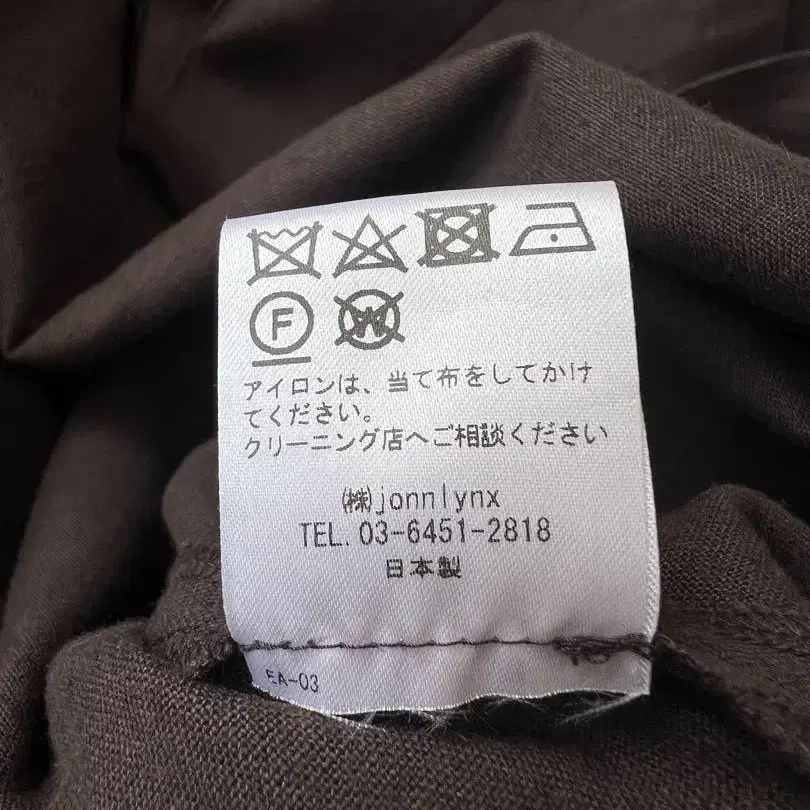 F W
アイロンは、当て布をしてかけ
てください。
クリーニング店へご相談ください
㈱jonnlynx
TEL. 03-6451-2818
日本製
EA-03